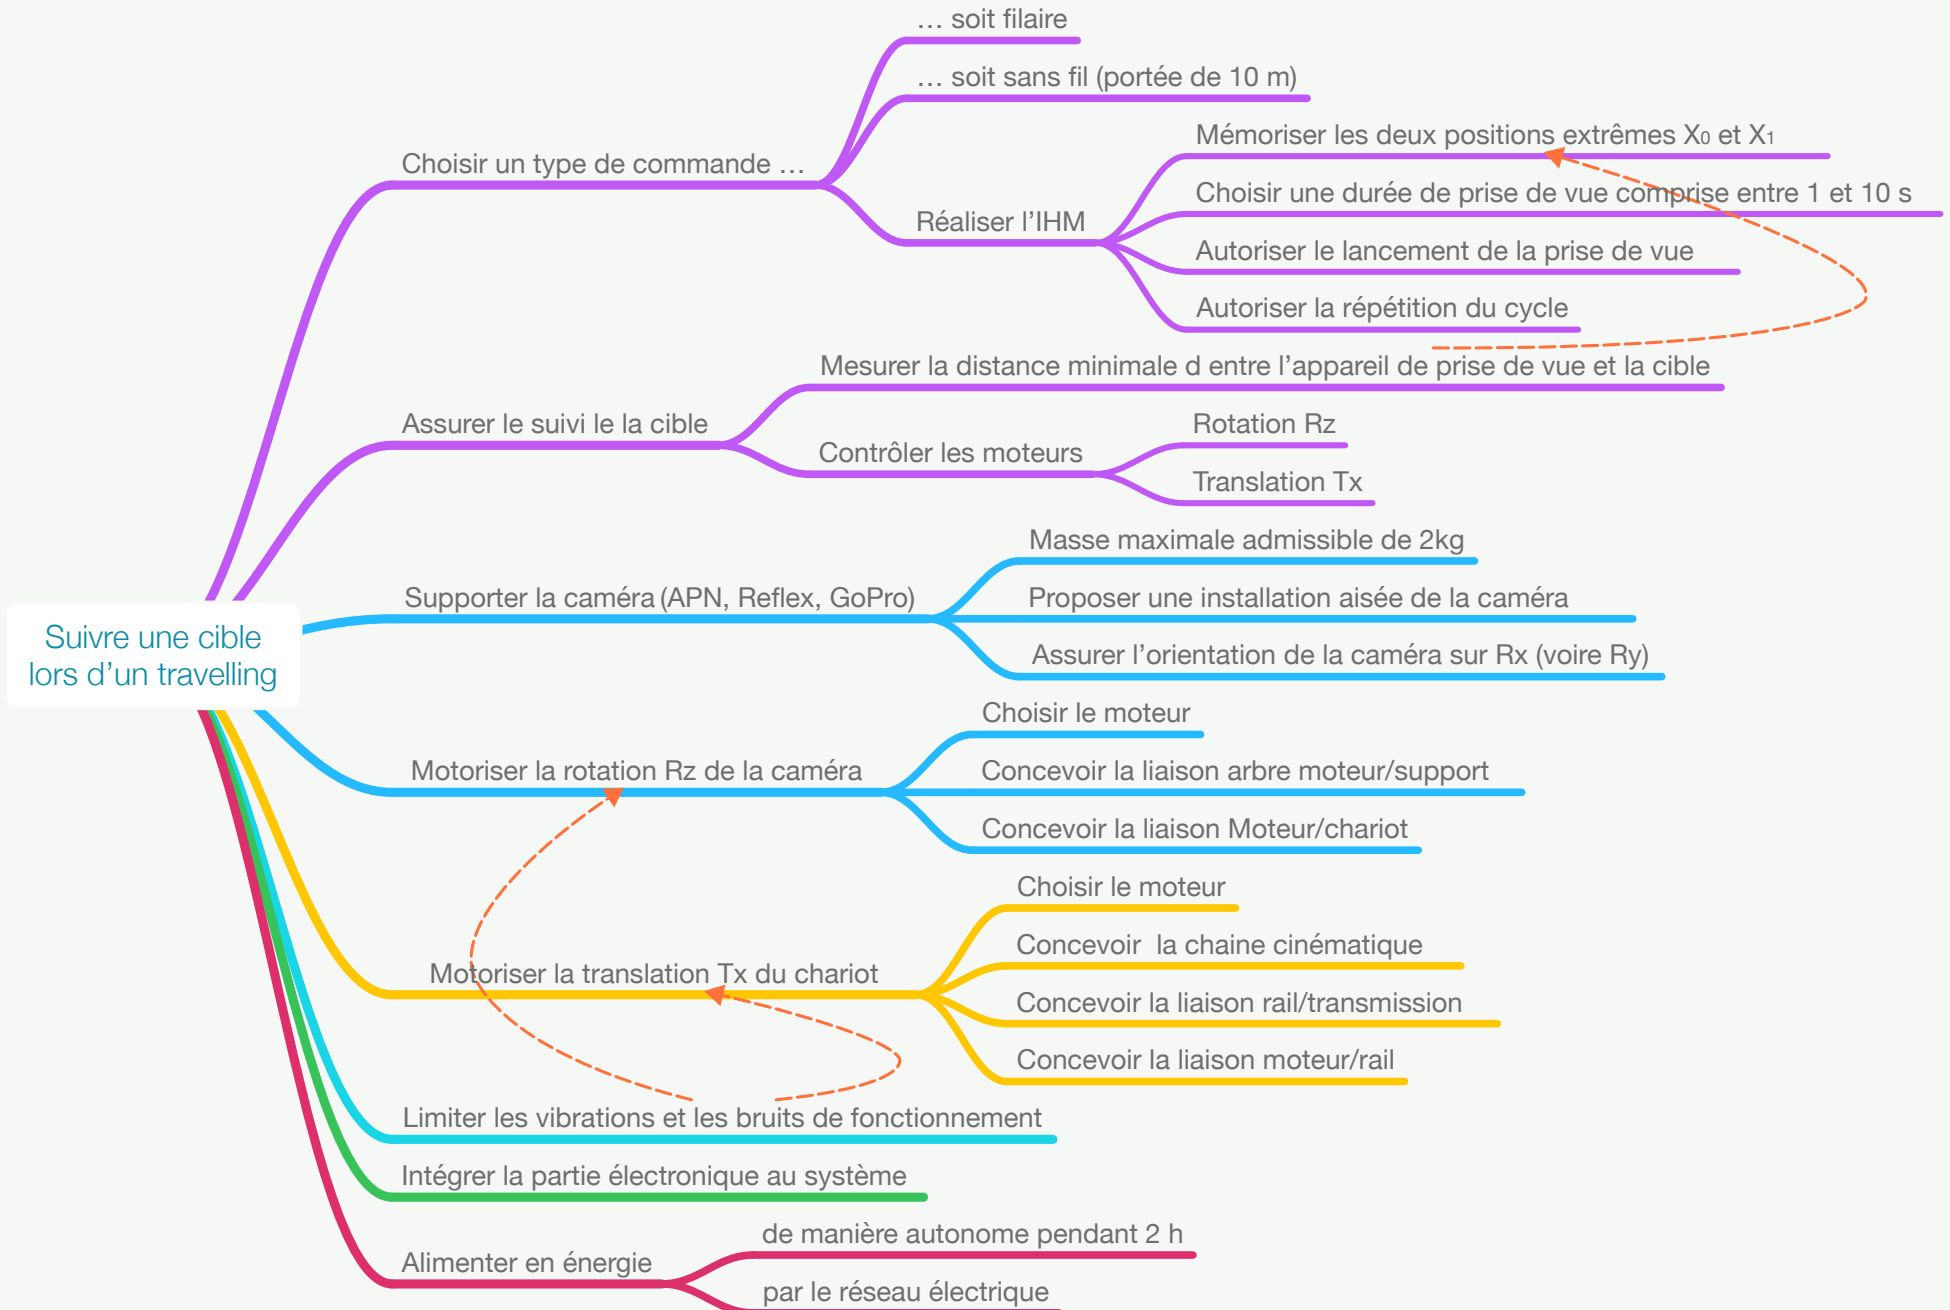 … soit filaire
… soit sans fil (portée de 10 m)
Mémoriser les deux positions extrêmes X₀ et X₁
Choisir un type de commande …
Choisir une durée de prise de vue comprise entre 1 et 10 s
Réaliser l’IHM
Autoriser le lancement de la prise de vue
Autoriser la répétition du cycle
Mesurer la distance minimale d entre l’appareil de prise de vue et la cible
Assurer le suivi le la cible
Rotation Rz
Contrôler les moteurs
Translation Tx
Masse maximale admissible de 2kg
Supporter la caméra (APN, Reflex, GoPro)
Proposer une installation aisée de la caméra
Assurer l’orientation de la caméra sur Rx (voire Ry)
Suivre une cible
lors d’un travelling
Choisir le moteur
Motoriser la rotation Rz de la caméra
Concevoir la liaison arbre moteur/support
Concevoir la liaison Moteur/chariot
Choisir le moteur
Concevoir  la chaine cinématique
Motoriser la translation Tx du chariot
Concevoir la liaison rail/transmission
Concevoir la liaison moteur/rail
Limiter les vibrations et les bruits de fonctionnement
Intégrer la partie électronique au système
de manière autonome pendant 2 h
Alimenter en énergie
par le réseau électrique